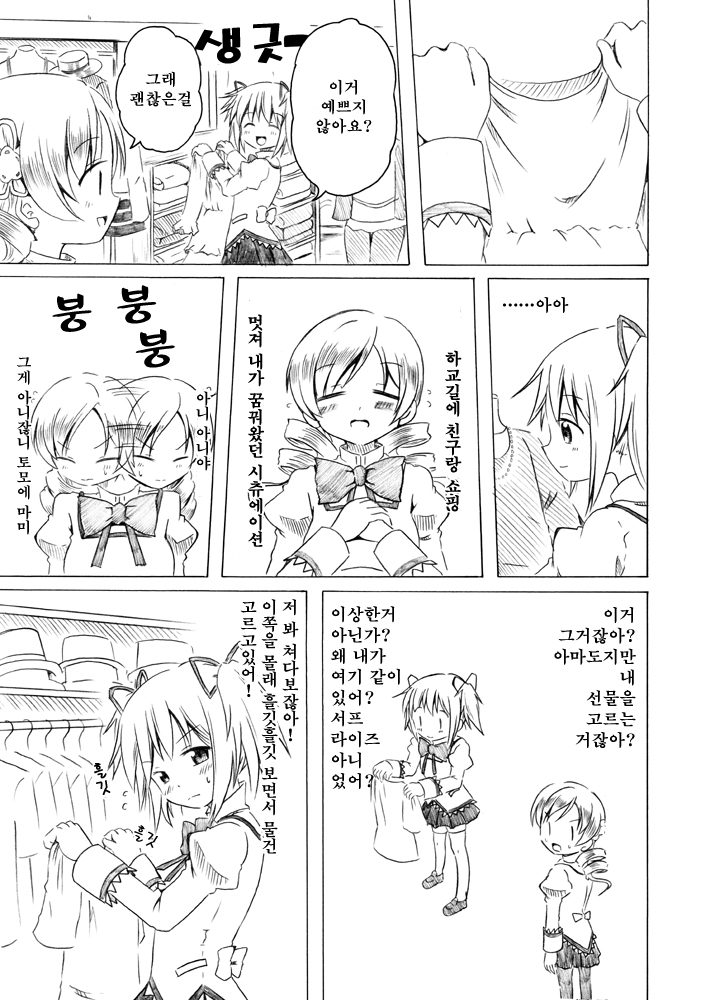 생긋
이거
예쁘지
않아요?
그래
괜찮은걸
······아아
하교길에 친구랑 쇼핑
멋져 내가 꿈꿔왔던 시츄에이션
붕
붕
붕
아니 아니야
그게 아니잖니 토모에 마미
이거
그거잖아?
아마도지만
내
선물을
고르는
거잖아?
이상한거
아닌가?
왜 내가
여기 같이
있어?
서프
라이즈
아니
었어?
저 봐 쳐다보잖아!
이쪽을 몰래 흘깃흘깃 보면서 물건
고르고있어!
흘깃
흘깃